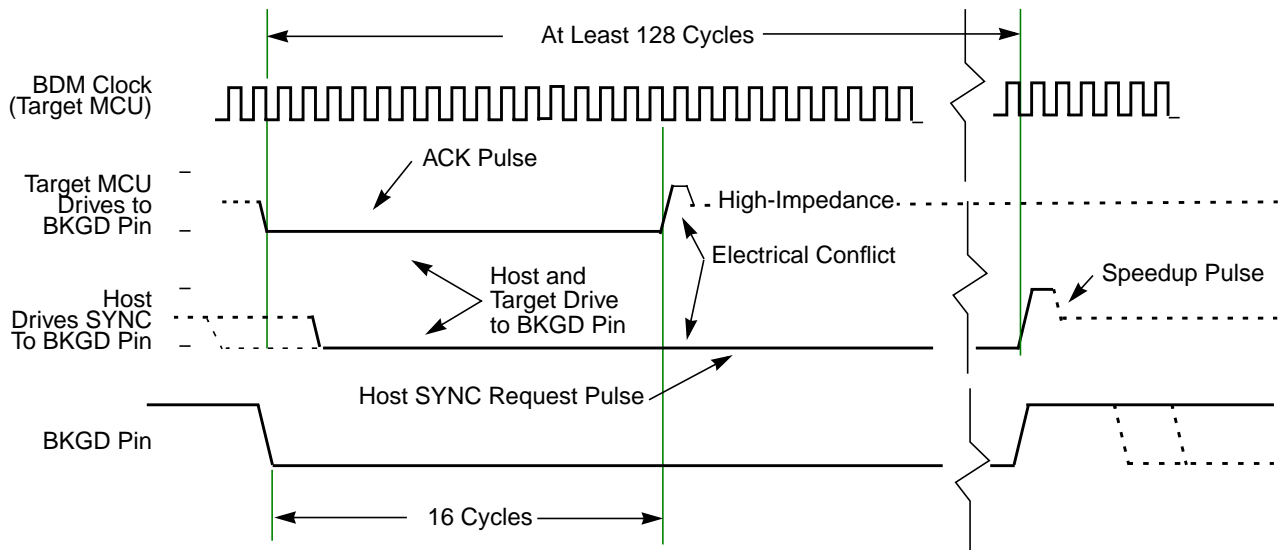 At Least 128 Cycles
BDM Clock
(Target MCU)
ACK Pulse
Target MCU
Drives to
BKGD Pin
High-Impedance
Electrical Conflict
Host and
Target Drive
to BKGD Pin
Speedup Pulse
Host
Drives SYNC
To BKGD Pin
Host SYNC Request Pulse
BKGD Pin
16 Cycles